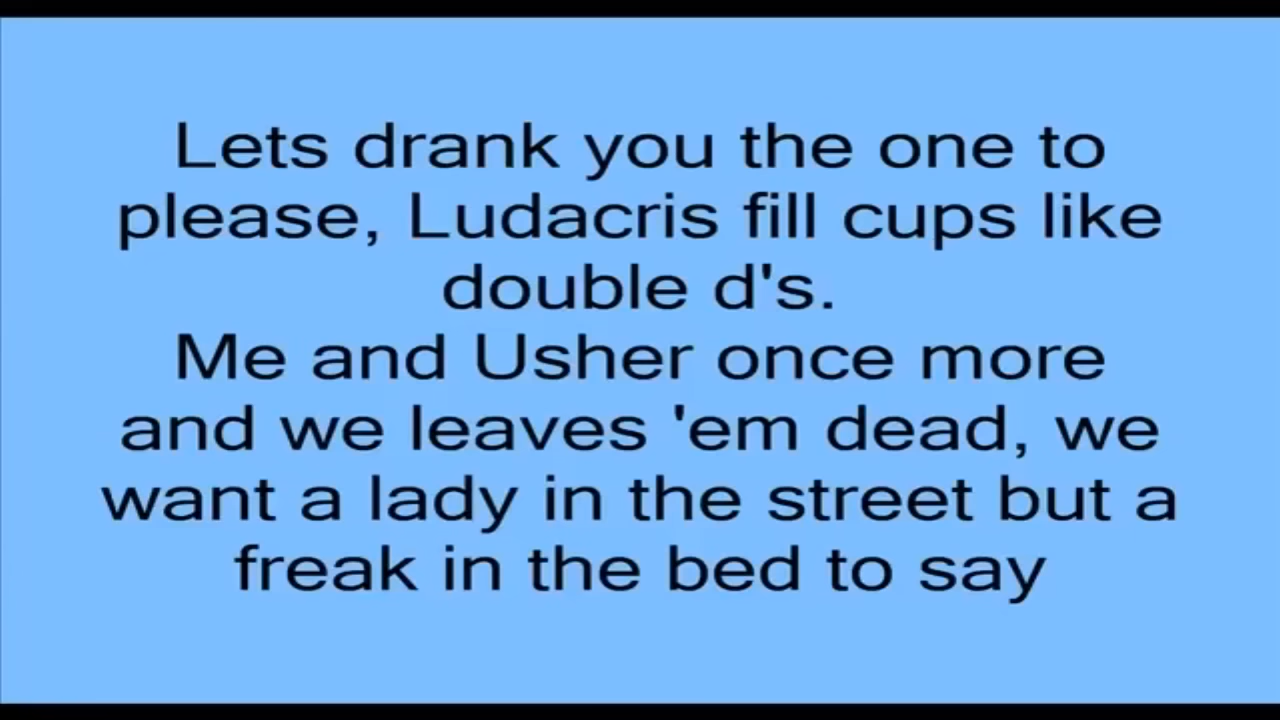 Lets drank you the one to
please, Ludacris fill cups like
double d's.
Me and Usher once more
and we leaves 'em dead, we
want a lady in the street but a
freak in the bed to say